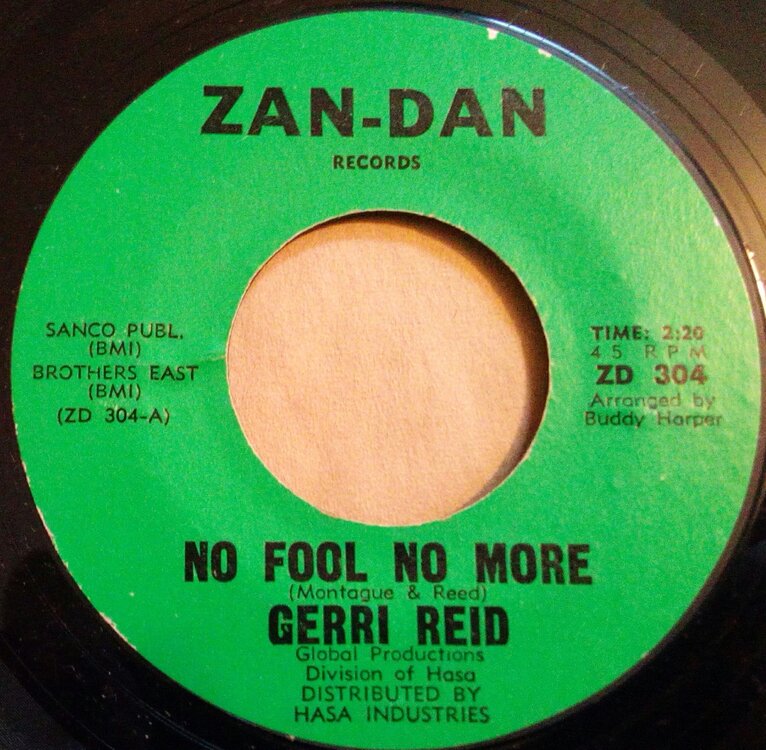 ZAN-DAN
RECORDS
SANCO PUBL.
(BMI)
BROTHERS EAST
(BMI)
(ZD 304-A)
TIME: 2:20
45 RPM
ZD 304
Arranged by
Buddy Harper
NO FOOL NO MORE
(Montague & Reed)
GERRI REID
Global Productions
Division of Hasa
DISTRIBUTED BY
HASA INDUSTRIES